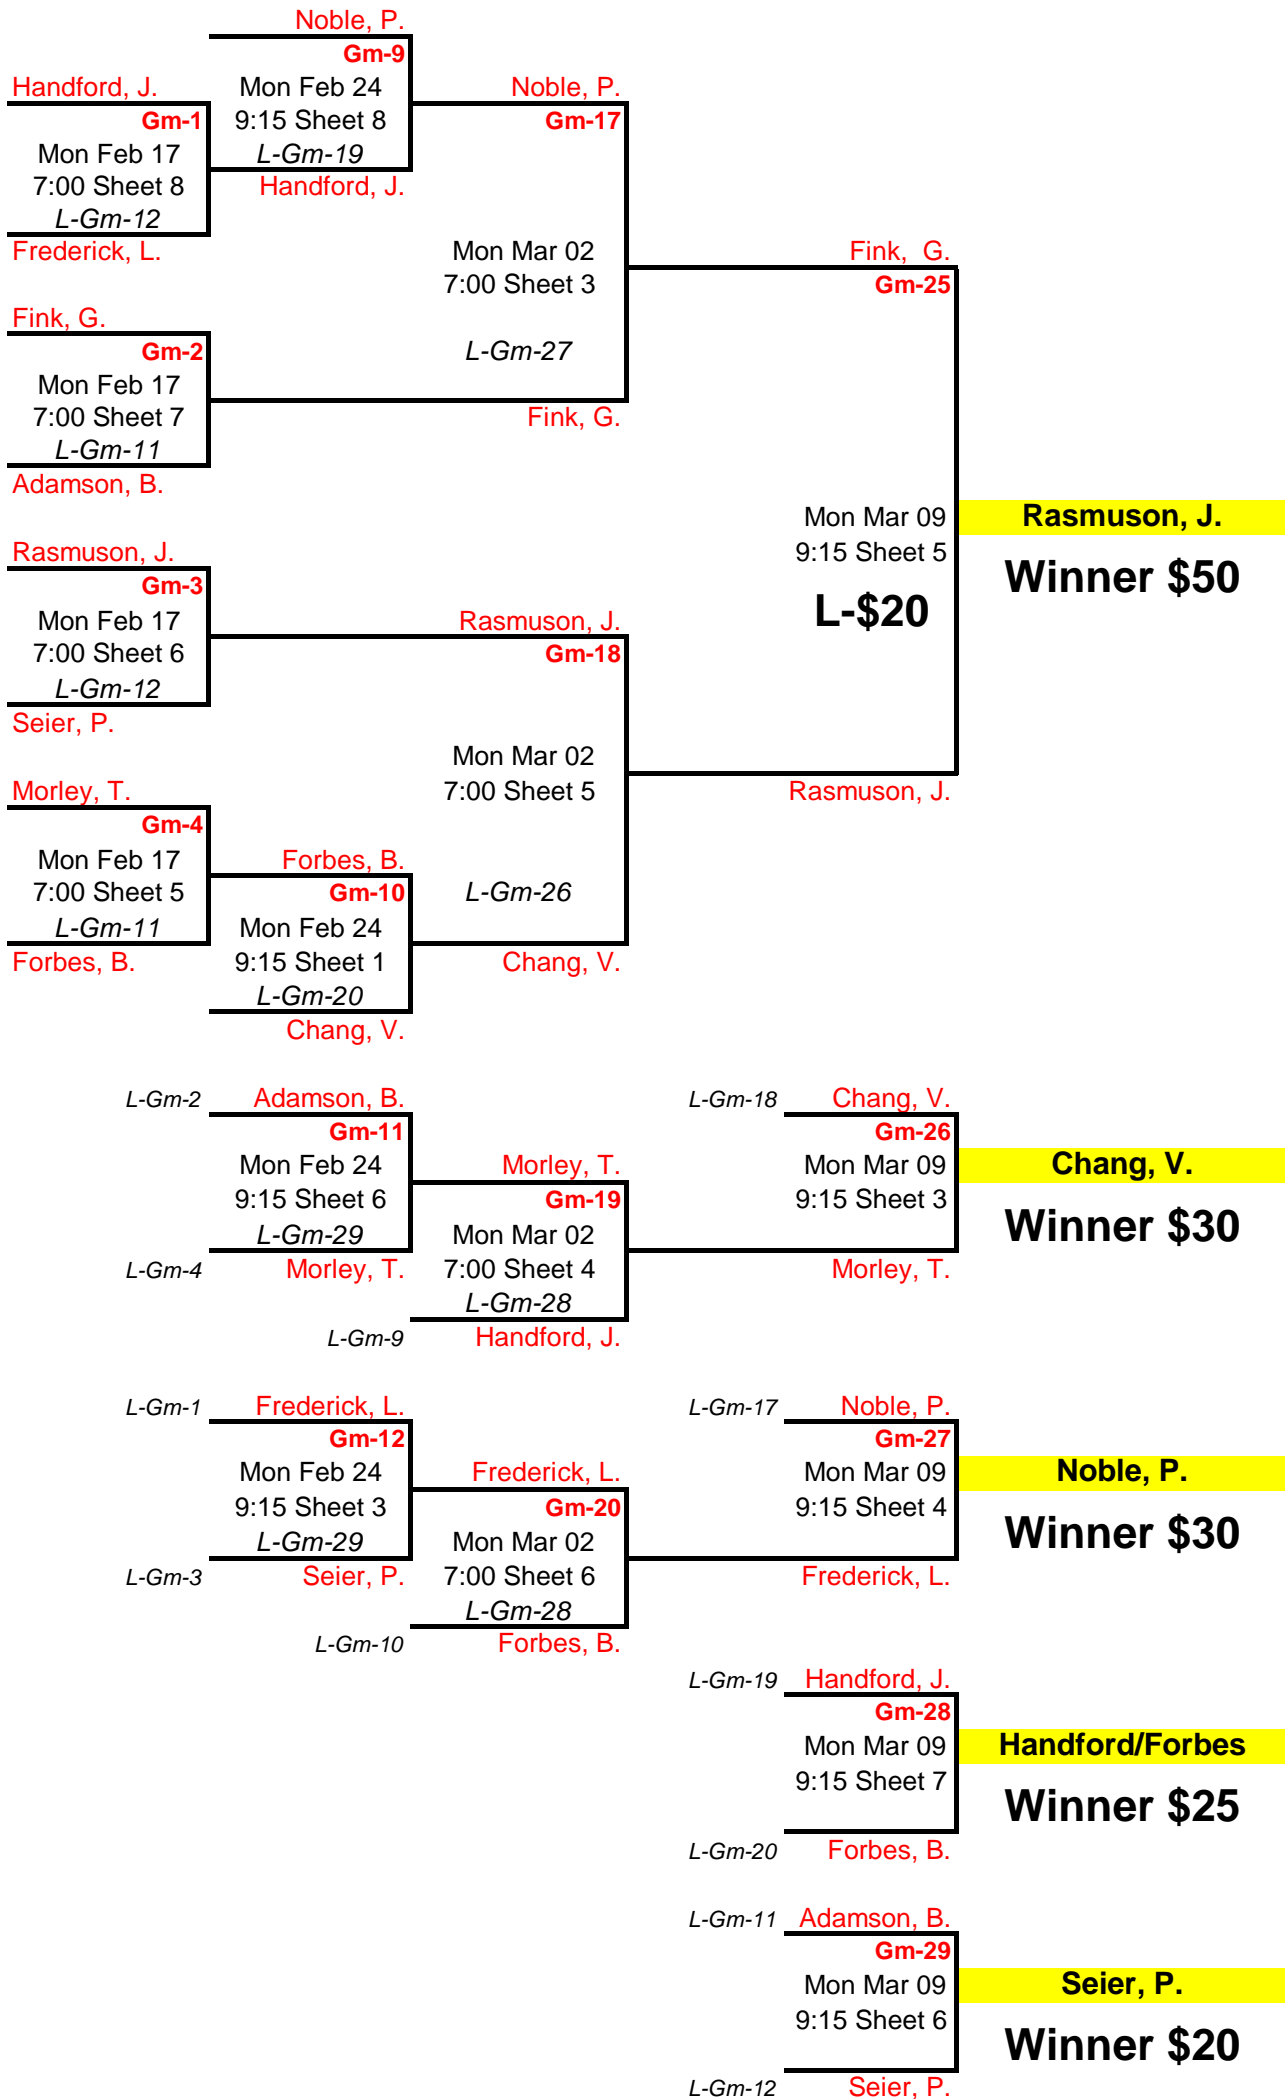 Noble, P.
Gm-9
Handford, J.
Mon Feb 24
Noble, P.
Gm-1
9:15 Sheet 8
Gm-17
Mon Feb 17
L-Gm-19
7:00 Sheet 8
Handford, J.
L-Gm-12
Frederick, L.
Mon Mar 02
Fink,  G.
7:00 Sheet 3
Gm-25
Fink, G.
Gm-2
L-Gm-27
Mon Feb 17
7:00 Sheet 7
Fink, G.
L-Gm-11
Adamson, B.
Mon Mar 09
Rasmuson, J.
Rasmuson, J.
9:15 Sheet 5
Winner $50
Gm-3
L-$20
Mon Feb 17
Rasmuson, J.
7:00 Sheet 6
Gm-18
L-Gm-12
Seier, P.
Mon Mar 02
Morley, T.
7:00 Sheet 5
Rasmuson, J.
Gm-4
Mon Feb 17
Forbes, B.
7:00 Sheet 5
Gm-10
L-Gm-26
L-Gm-11
Mon Feb 24
Forbes, B.
9:15 Sheet 1
Chang, V.
L-Gm-20
Chang, V.
L-Gm-2
Adamson, B.
L-Gm-18
Chang, V.
Gm-11
Gm-26
Mon Feb 24
Morley, T.
Mon Mar 09
Chang, V.
9:15 Sheet 6
Gm-19
9:15 Sheet 3
Winner $30
L-Gm-29
Mon Mar 02
L-Gm-4
Morley, T.
7:00 Sheet 4
Morley, T.
L-Gm-28
L-Gm-9
Handford, J.
L-Gm-1
Frederick, L.
L-Gm-17
Noble, P.
Gm-12
Gm-27
Mon Feb 24
Frederick, L.
Mon Mar 09
Noble, P.
9:15 Sheet 3
Gm-20
9:15 Sheet 4
Winner $30
L-Gm-29
Mon Mar 02
L-Gm-3
Seier, P.
7:00 Sheet 6
Frederick, L.
L-Gm-28
L-Gm-10
Forbes, B.
L-Gm-19
Handford, J.
Gm-28
Mon Mar 09
Handford/Forbes
9:15 Sheet 7
Winner $25
L-Gm-20
Forbes, B.
L-Gm-11
Adamson, B.
Gm-29
Mon Mar 09
Seier, P.
9:15 Sheet 6
Winner $20
L-Gm-12
Seier, P.